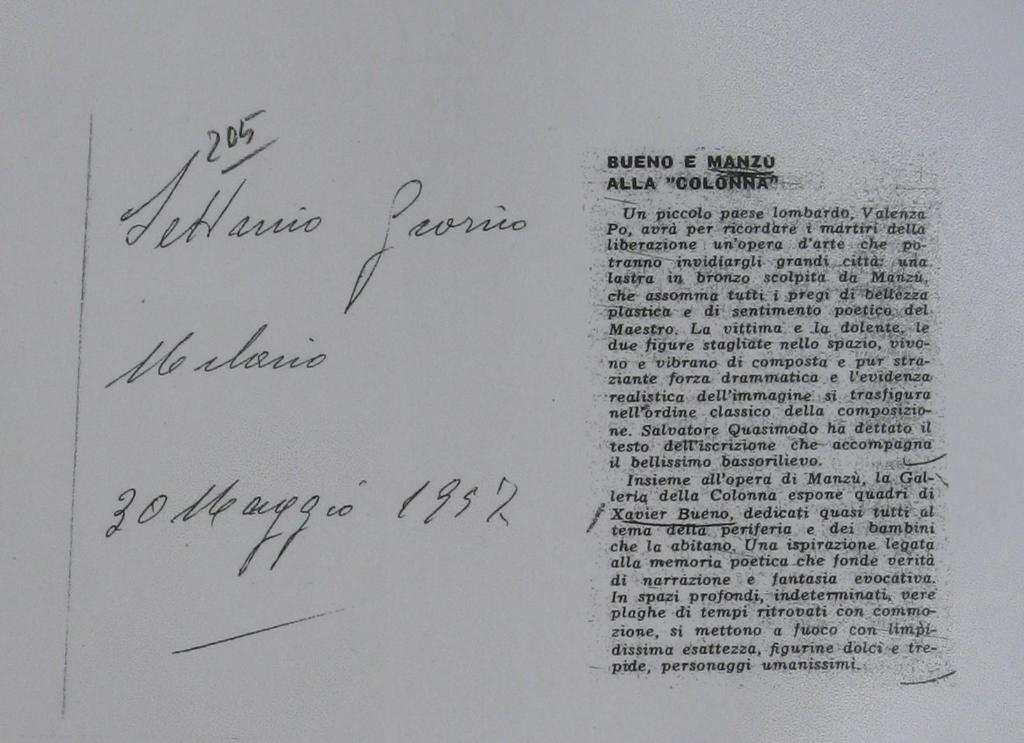 205
Settimo Giorno
Milano
30 Maggio 1957
BUENO E MANZÙ
ALLA "COLONNA"
Un piccolo paese lombardo, Valenza
Po, avrà per ricordare i martiri della
liberazione un'opera d'arte che po-
tranno invidiargli grandi città: una
lastra in bronzo scolpita da Manzù,
che assomma tutti i pregi di bellezza
plastica e di sentimento poetico del
Maestro. La vittima e la dolente, le
due figure stagliate nello spazio, vivo-
no e vibrano di composta e pur stra-
ziante forza drammatica e l'evidenza
realistica dell'immagine si trasfigura
nell'ordine classico della composizio-
ne. Salvatore Quasimodo ha dettato il
testo dell'iscrizione che accompagna
il bellissimo bassorilievo.
Insieme all'opera di Manzù, la Gal-
leria della Colonna espone quadri di
Xavier Bueno, dedicati quasi tutti al
tema della periferia e dei bambini
che la abitano. Una ispirazione legata
alla memoria poetica che fonde verità
di narrazione e fantasia evocativa.
In spazi profondi, indeterminati, vere
plaghe di tempi ritrovati con commo-
zione, si mettono a fuoco con limpi-
dissima esattezza, figurine dolci e tre-
pide, personaggi umanissimi.